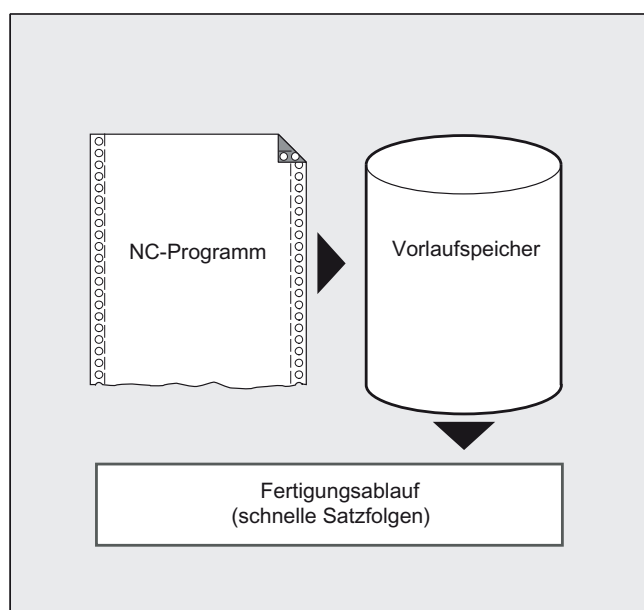 NC-Programm
Vorlaufspeicher
Fertigungsablauf
(schnelle Satzfolgen)